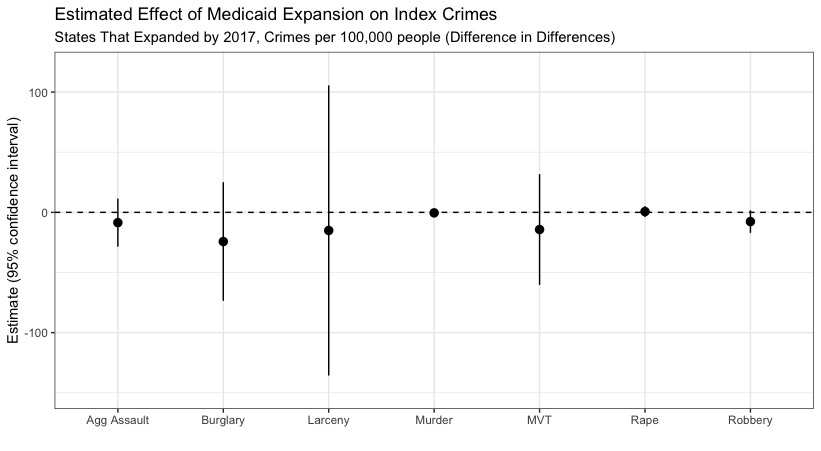 Estimated Effect of Medicaid Expansion on Index Crimes
States That Expanded by 2017, Crimes per 100,000 people (Difference in Differences)
Estimate (95% confidence interval)
100
0
-100
Agg Assault Burglary Larceny Murder MVT Rape Robbery